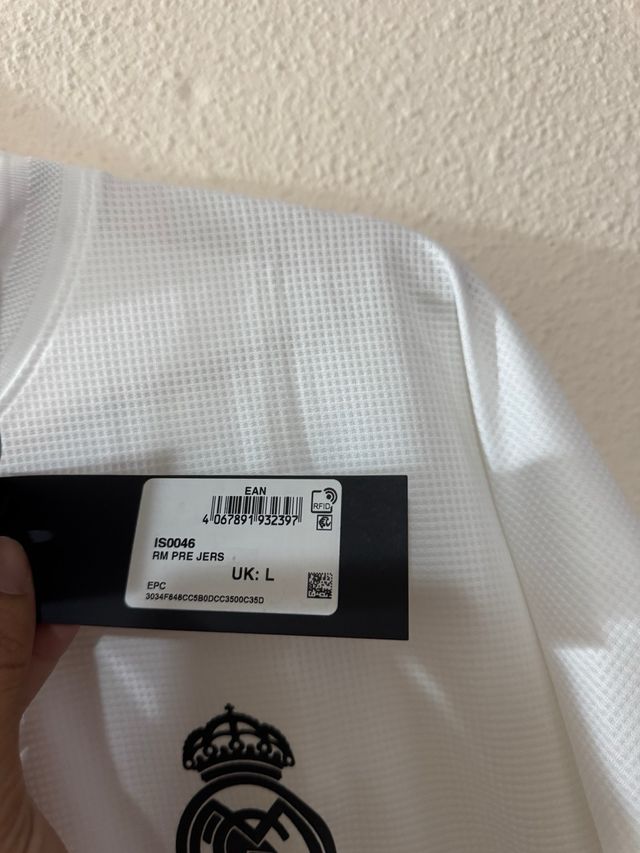 EAN
4 067891 932397
RFID
IS0046
RM PRE JERS
UK: L
EPC
3034F848CC5B0DCC3500C35D